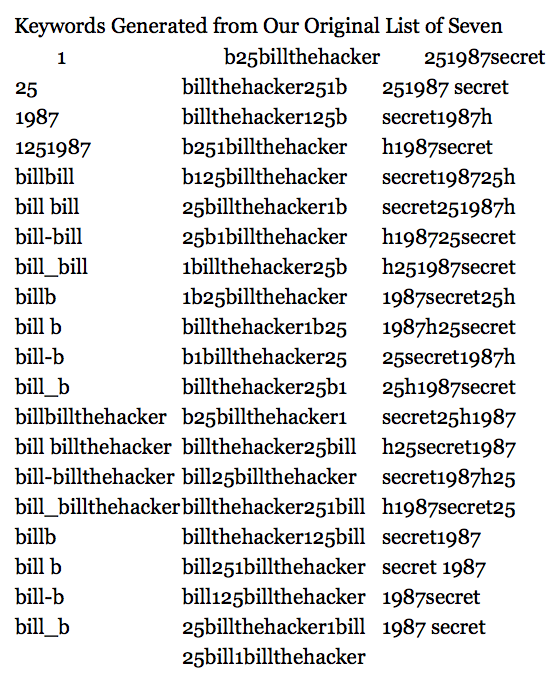 Keywords Generated from Our Original List of Seven
1 b25billthehacker 251987secret
25 billthehacker251b 251987 secret
1987 billthehacker125b secret1987h
1251987 b251billthehacker h1987secret
billbill b125billthehacker secret198725h
bill bill 25billthehacker1b secret251987h
bill-bill 25b1billthehacker h198725secret
bill_bill 1billthehacker25b h251987secret
billb 1b25billthehacker 1987secret25h
bill b billthehacker1b25 1987h25secret
bill-b b1billthehacker25 25secret1987h
bill_b billthehacker25b1 25h1987secret
billbillthehacker b25billthehacker1 secret25h1987
bill billthehacker billthehacker25bill h25secret1987
bill-billthehacker bill25billthehacker secret1987h25
bill_billthehacker billthehacker251bill h1987secret25
billb billthehacker125bill secret1987
bill b bill251billthehacker secret 1987
bill-b bill125billthehacker 1987secret
bill_b 25billthehacker1bill 1987 secret
25bill1billthehacker